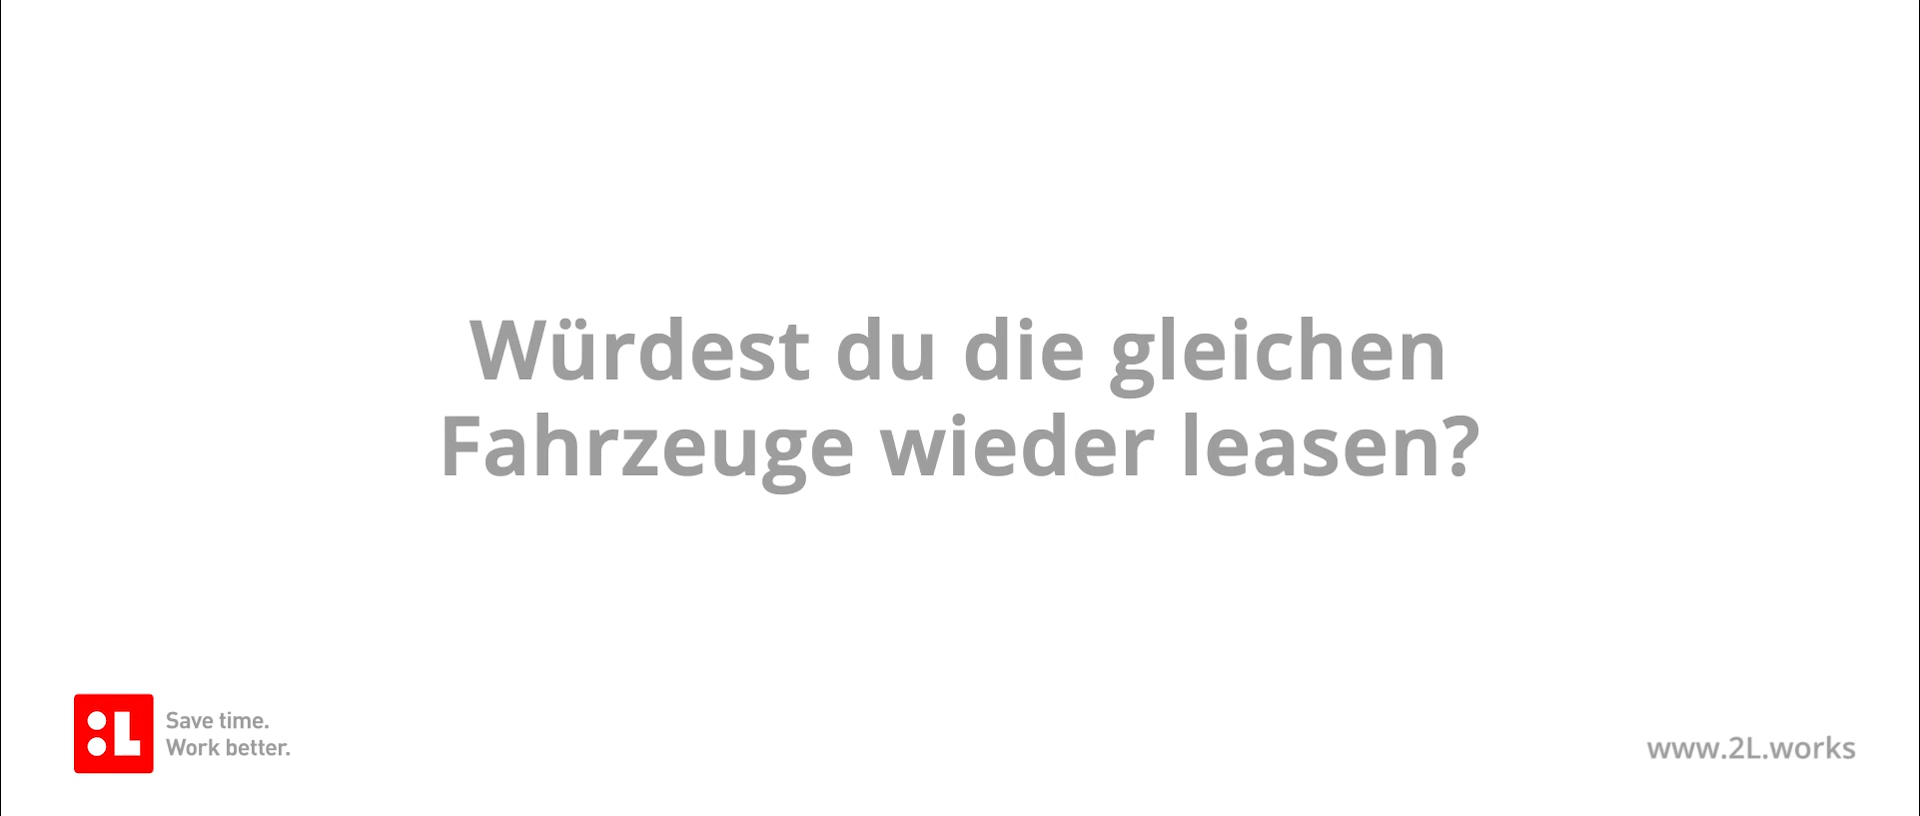 Würdest du die gleichen
Fahrzeuge wieder leasen?
:L
Save time.
Work better.
www.2L.works